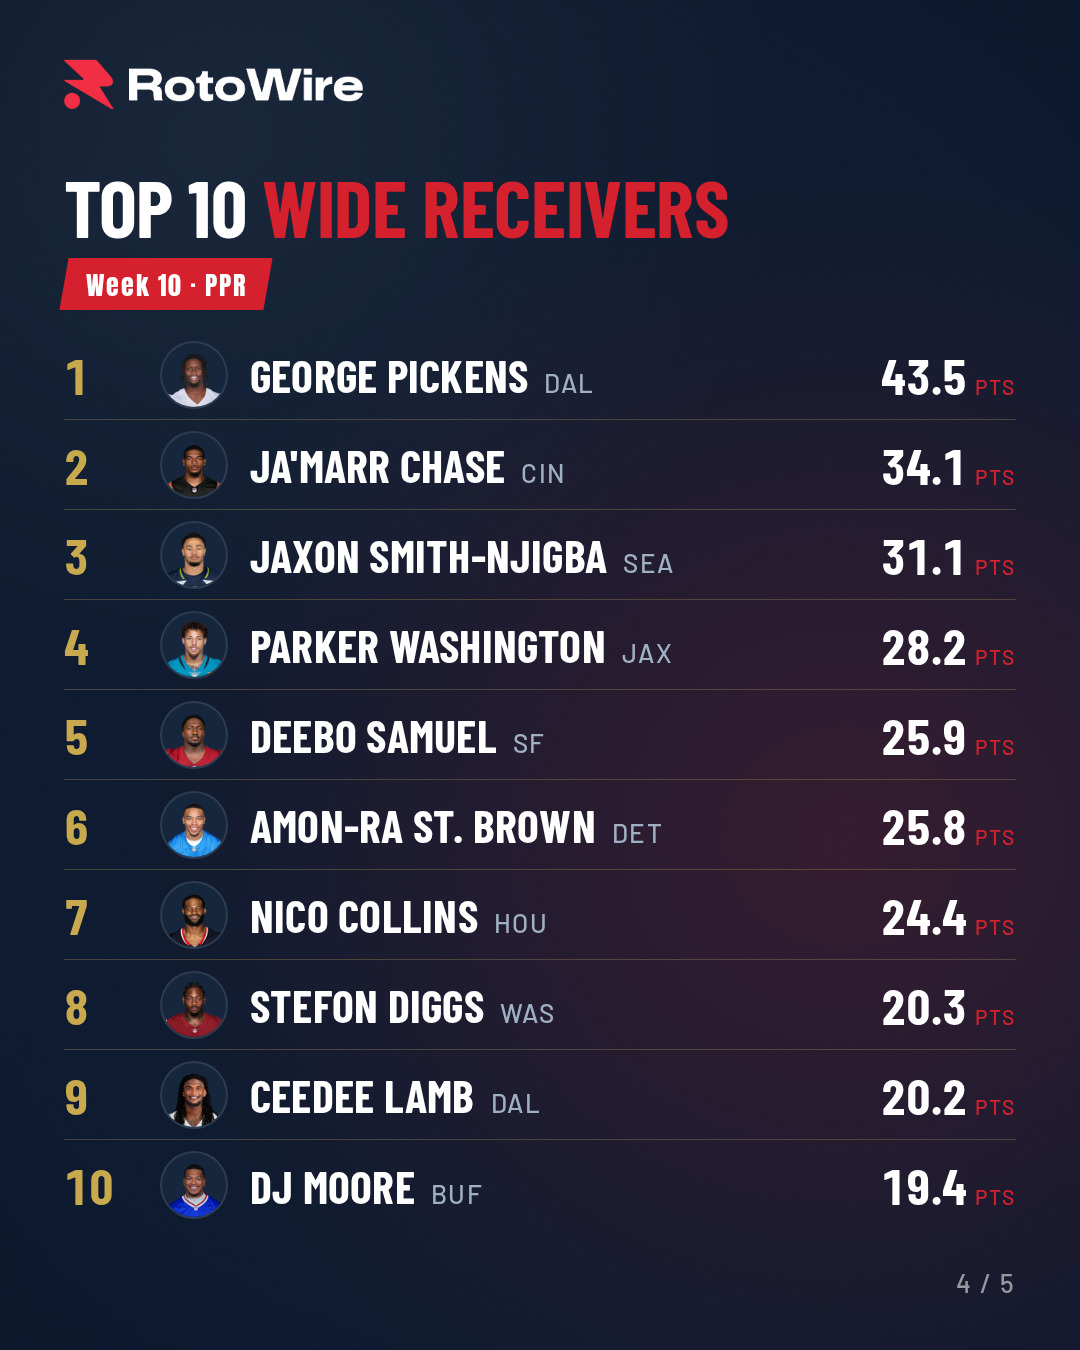 RotoWire
TOP 10 WIDE RECEIVERS
Week 10 · PPR
1 GEORGE PICKENS DAL 43.5 PTS
2 JA'MARR CHASE CIN 34.1 PTS
3 JAXON SMITH-NJIGBA SEA 31.1 PTS
4 PARKER WASHINGTON JAX 28.2 PTS
5 DEEBO SAMUEL SF 25.9 PTS
6 AMON-RA ST. BROWN DET 25.8 PTS
7 NICO COLLINS HOU 24.4 PTS
8 STEFON DIGGS WAS 20.3 PTS
9 CEEDEE LAMB DAL 20.2 PTS
10 DJ MOORE BUF 19.4 PTS
4 / 5